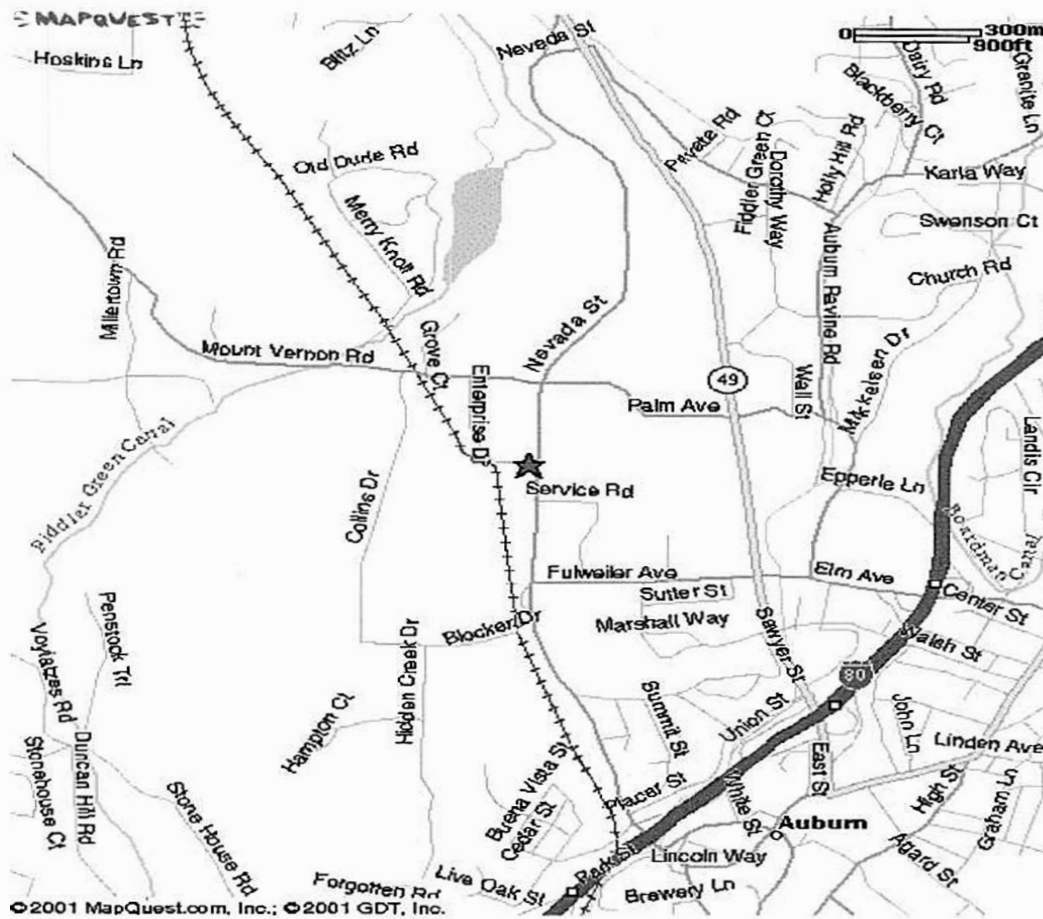 MAPQUEST
Hoskins Ln
Blitz Ln
Nevada St
0 300m
900ft
Dairy Rd
Granite Ln
Blackberry Ct
Private Rd
Fiddler Green Ct
Dorothy Way
Holly Hill Rd
Karla Way
Old Dude Rd
Merry Knoll Rd
Swenson Ct
Auburn Ravine Rd
Church Rd
Millertown Rd
Nevada St
Mount Vernon Rd
Grove Ct
Enterprise Dr
49
Wall St
Mikkelsen Dr
Palm Ave
Landis Cir
Fiddler Green Canal
Collins Dr
Service Rd
Epperle Ln
Boardman Canal
Fulweiler Ave
Elm Ave
Sutter St
Center St
Penstock Trl
Blocker Dr
Marshall Way
Sawyer St
Walsh St
Voylatzes Rd
Hidden Creek Dr
80
Hampton Ct
Summit St
Union St
John Ln
Linden Ave
Stonehouse Ct
Duncan Hill Rd
Stone House Rd
Buena Vista St
Cedar St
Placer St
White St
East St
High St
Graham Ln
Auburn
Park St
Lincoln Way
Agard St
Forgotten Rd
Live Oak St
Brewery Ln
©2001 MapQuest.com, Inc.; ©2001 GDT, Inc.